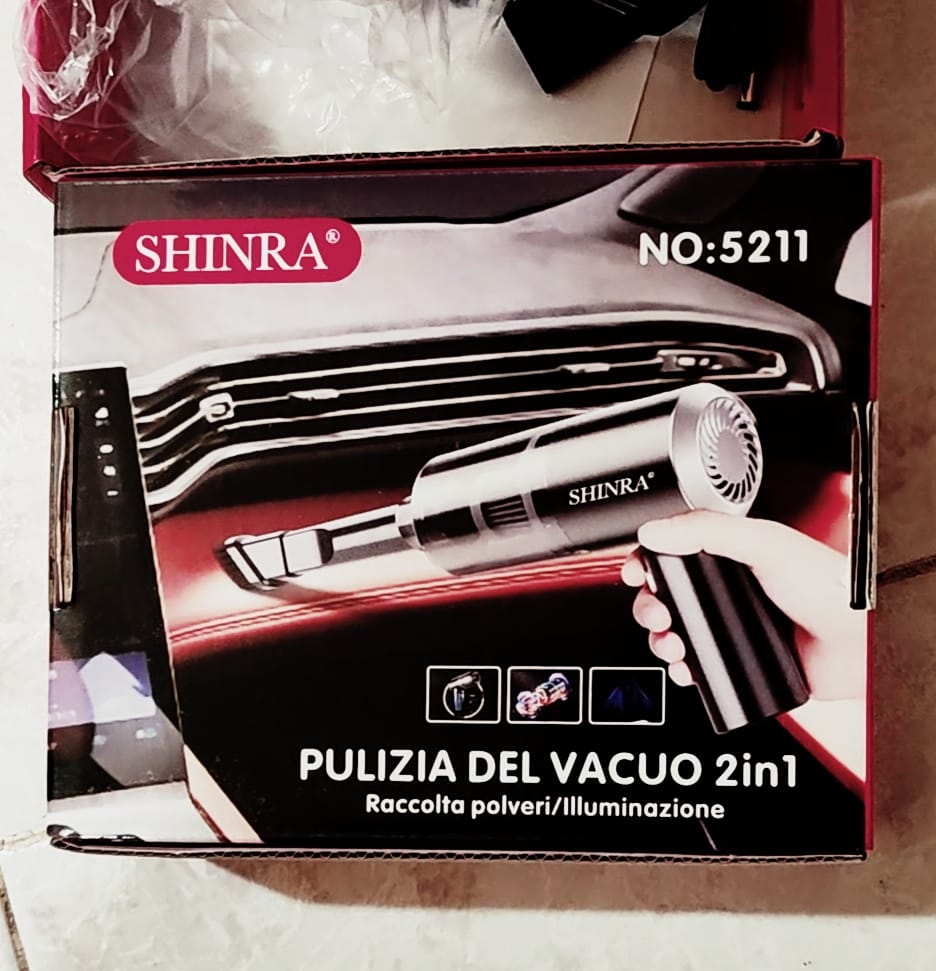 SHINRA®
NO:5211
SHINRA®
PULIZIA DEL VACUO 2in1
Raccolta polveri/Illuminazione